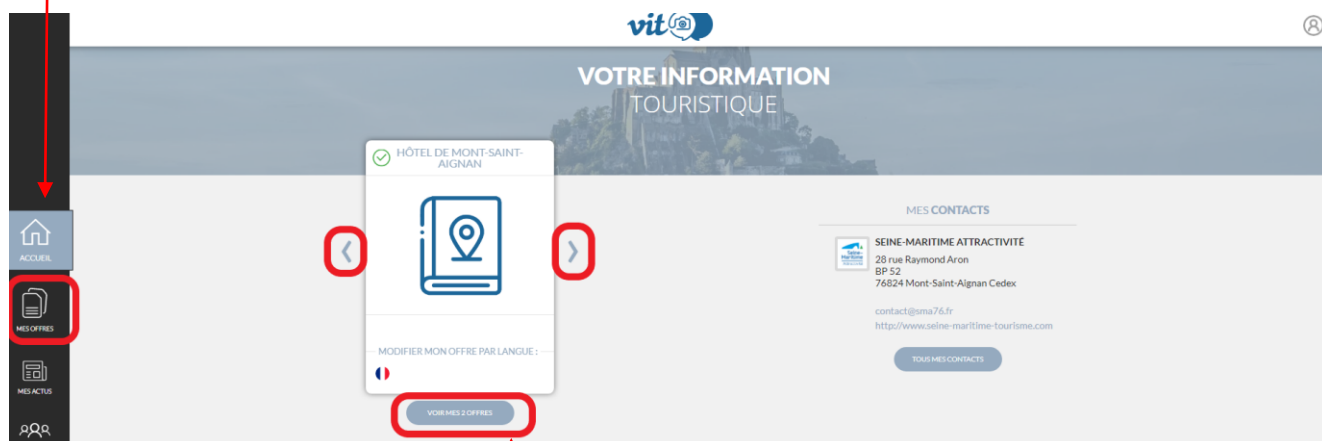 vit
VOTRE INFORMATION
TOURISTIQUE
HÔTEL DE MONT-SAINT-
AIGNAN
MODIFIER MON OFFRE PAR LANGUE :
VOIR MES 2 OFFRES
ACCUEIL
MES OFFRES
MES ACTUS
MES CONTACTS
SEINE-MARITIME ATTRACTIVITÉ
28 rue Raymond Aron
BP 52
76824 Mont-Saint-Aignan Cedex
contact@sma76.fr
http://www.seine-maritime-tourisme.com
TOUS MES CONTACTS